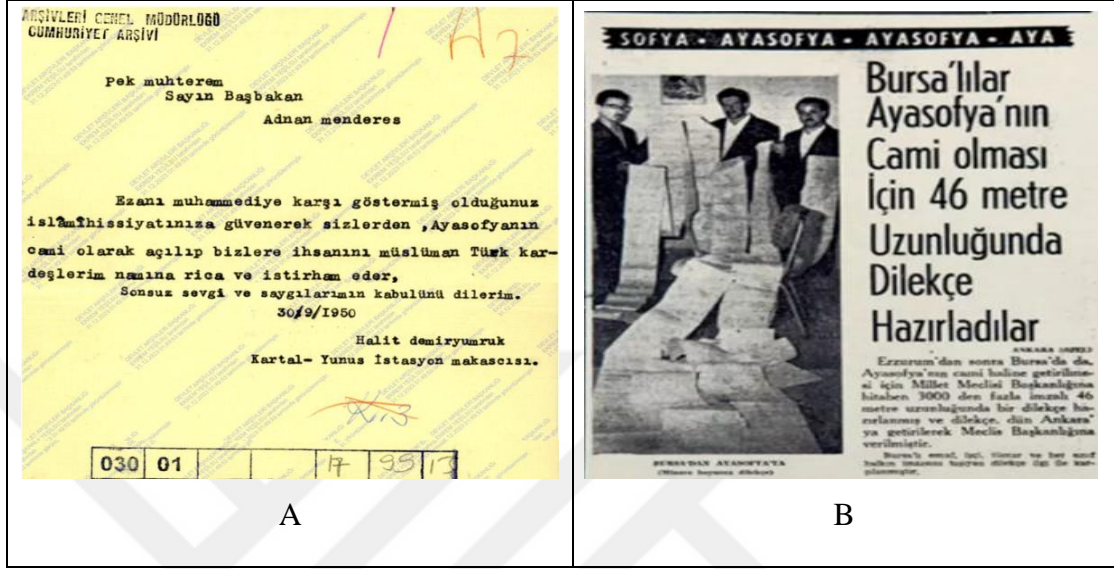 ARŞİVLERİ GENEL MÜDÜRLÜĞÜ
CUMHURİYET ARŞİVİ
Pek muhterem
Sayın Başbakan
Adnan menderes
Ezanı muhammediye karşı göstermiş olduğunuz
islâmîhissiyatınıza güvenerek sizlerden ,Ayasofyanın
cami olarak açılıp bizlere ihsanını müslüman Türk kar-
deşlerim namına rica ve istirham eder,
Sonsuz sevgi ve saygılarımın kabulünü dilerim.
30/9/I950
Halit demiryumruk
Kartal- Yunus İstasyon makascısı.
030 01 17 99 13
A
SOFYA - AYASOFYA - AYASOFYA - AYA
Bursa'lılar
Ayasofya'nın
Cami olması
İçin 46 metre
Uzunluğunda
Dilekçe
Hazırladılar
Erzurum'dan sonra Bursa'da da,
Ayasofya'nın cami haline getirilme-
si için Millet Meclisi Başkanlığına
hitaben 3000 den fazla imzalı 46
metre uzunluğunda bir dilekçe ha-
zırlanmış ve dilekçe, dün Ankara'
ya getirilerek Meclis Başkanlığına
verilmiştir.
BURSA'DAN AYASOFYA'YA
B